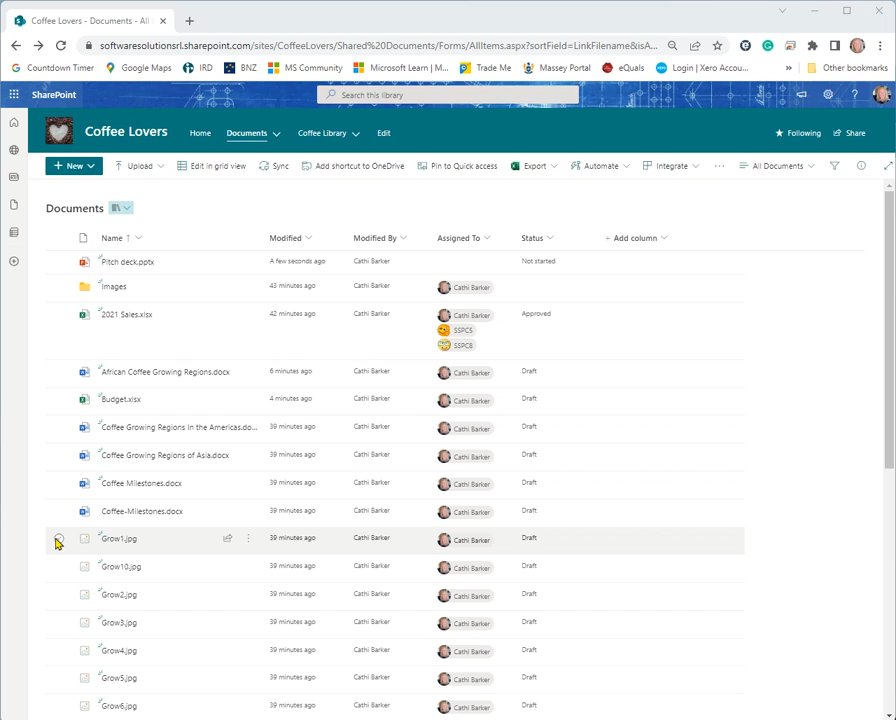 Coffee Lovers - Documents - All
softwaresolutionsrl.sharepoint.com/sites/CoffeeLovers/Shared%20Documents/Forms/AllItems.aspx?sortField=LinkFilename&isA...
Countdown Timer Google Maps IRD BNZ MS Community Microsoft Learn | M... Trade Me Massey Portal eQuals Login | Xero Accou... » Other bookmarks
SharePoint Search this library
Coffee Lovers Home Documents Coffee Library Edit Following Share
+ New Upload Edit in grid view Sync Add shortcut to OneDrive Pin to Quick access Export Automate Integrate ... All Documents
Documents
Name Modified Modified By Assigned To Status + Add column
Pitch deck.pptx A few seconds ago Cathi Barker Not started
Images 43 minutes ago Cathi Barker Cathi Barker
2021 Sales.xlsx 42 minutes ago Cathi Barker Cathi Barker Approved
SSPC5
SSPC8
African Coffee Growing Regions.docx 6 minutes ago Cathi Barker Cathi Barker Draft
Budget.xlsx 4 minutes ago Cathi Barker Cathi Barker Draft
Coffee Growing Regions in the Americas.do... 39 minutes ago Cathi Barker Cathi Barker Draft
Coffee Growing Regions of Asia.docx 39 minutes ago Cathi Barker Cathi Barker Draft
Coffee Milestones.docx 39 minutes ago Cathi Barker Cathi Barker Draft
Coffee-Milestones.docx 39 minutes ago Cathi Barker Cathi Barker Draft
Grow1.jpg 39 minutes ago Cathi Barker Cathi Barker Draft
Grow10.jpg 39 minutes ago Cathi Barker Cathi Barker Draft
Grow2.jpg 39 minutes ago Cathi Barker Cathi Barker Draft
Grow3.jpg 39 minutes ago Cathi Barker Cathi Barker Draft
Grow4.jpg 39 minutes ago Cathi Barker Cathi Barker Draft
Grow5.jpg 39 minutes ago Cathi Barker Cathi Barker Draft
Grow6.jpg 39 minutes ago Cathi Barker Cathi Barker Draft